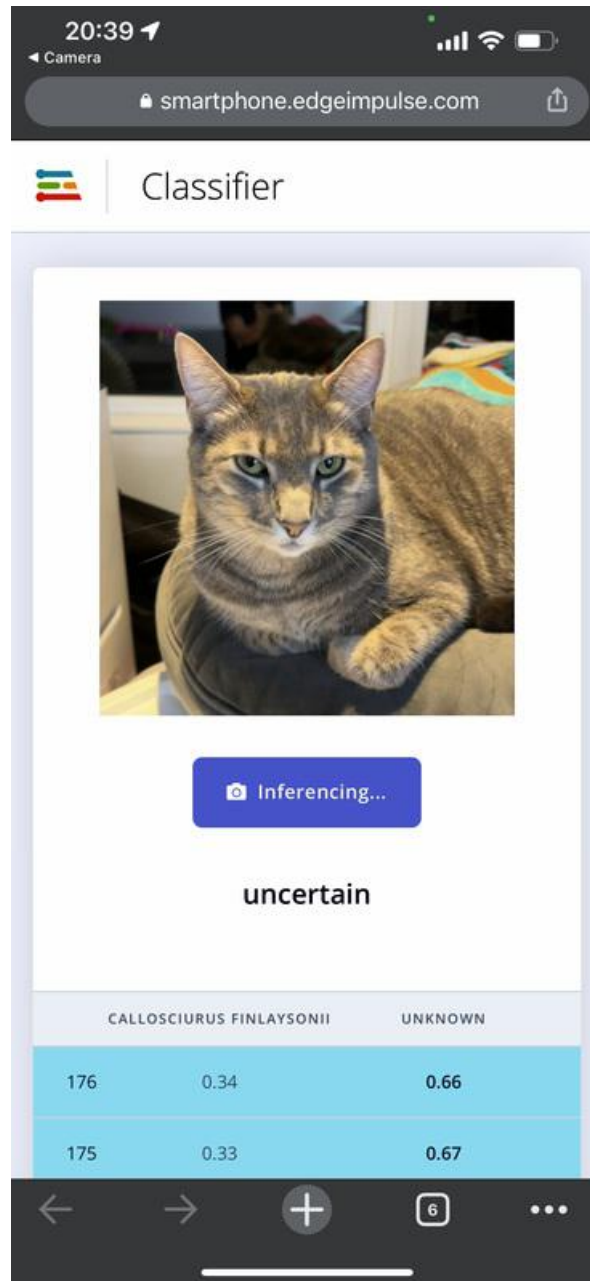 20:39
◀ Camera
smartphone.edgeimpulse.com
Classifier
Inferencing...
uncertain
CALLOSCIURUS FINLAYSONII UNKNOWN
176 0.34 0.66
175 0.33 0.67
6